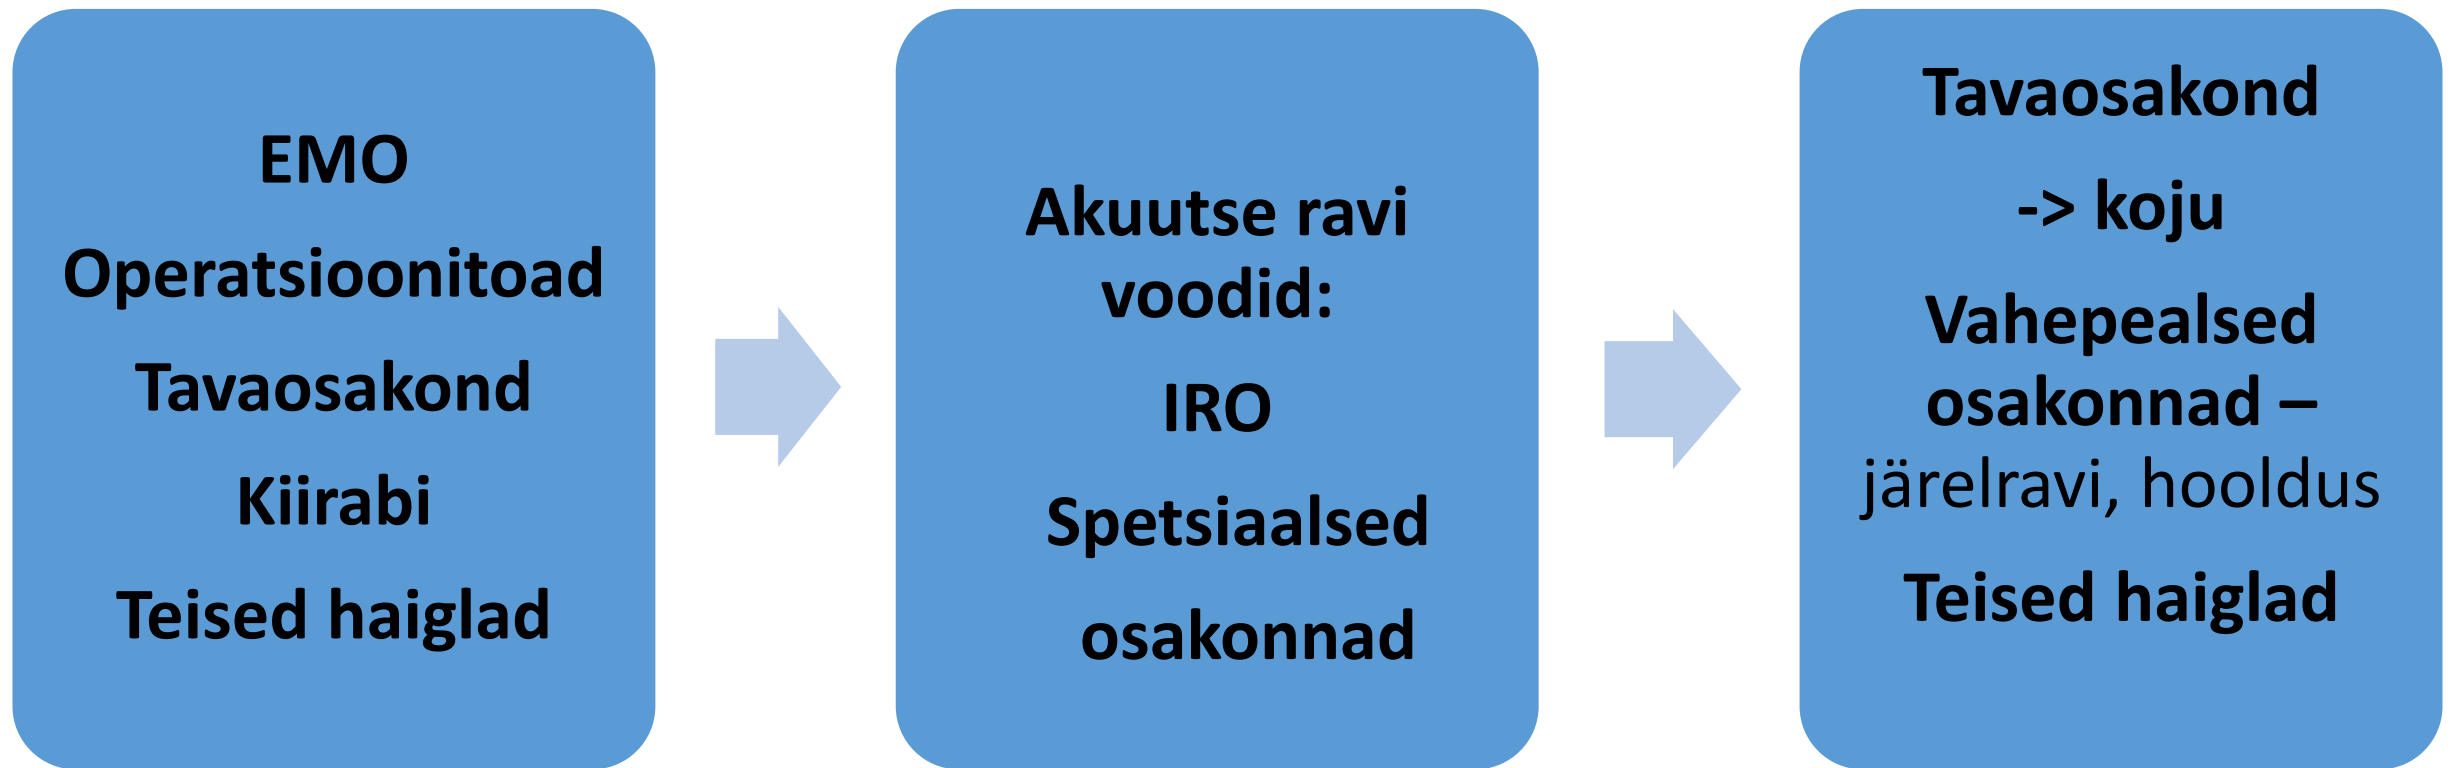 EMO
Operatsioonitoad
Tavaosakond
Kiirabi
Teised haiglad
Akuutse ravi
voodid:
IRO
Spetsiaalsed
osakonnad
Tavaosakond
-> koju
Vahepealsed
osakonnad –
järelravi, hooldus
Teised haiglad